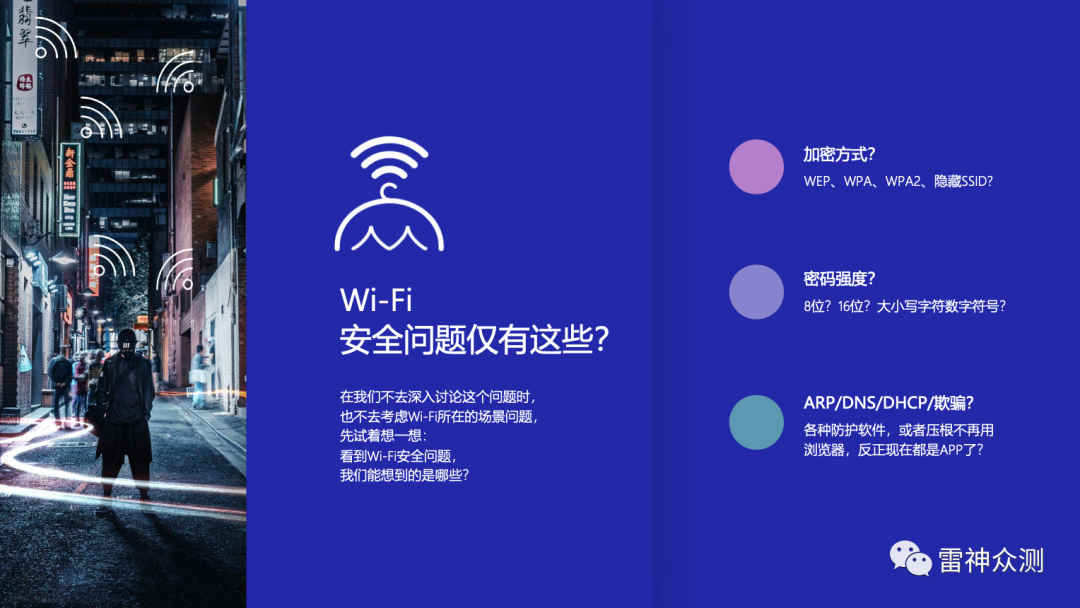 翡翠
新金鼎
Wi-Fi
安全问题仅有这些?
在我们不去深入讨论这个问题时，
也不去考虑Wi-Fi所在的场景问题，
先试着想一想：
看到Wi-Fi安全问题，
我们能想到的是哪些?
加密方式?
WEP、WPA、WPA2、隐藏SSID?
密码强度?
8位? 16位? 大小写字符数字符号?
ARP/DNS/DHCP/欺骗?
各种防护软件，或者压根不再用
浏览器，反正现在都是APP了?
雷神众测